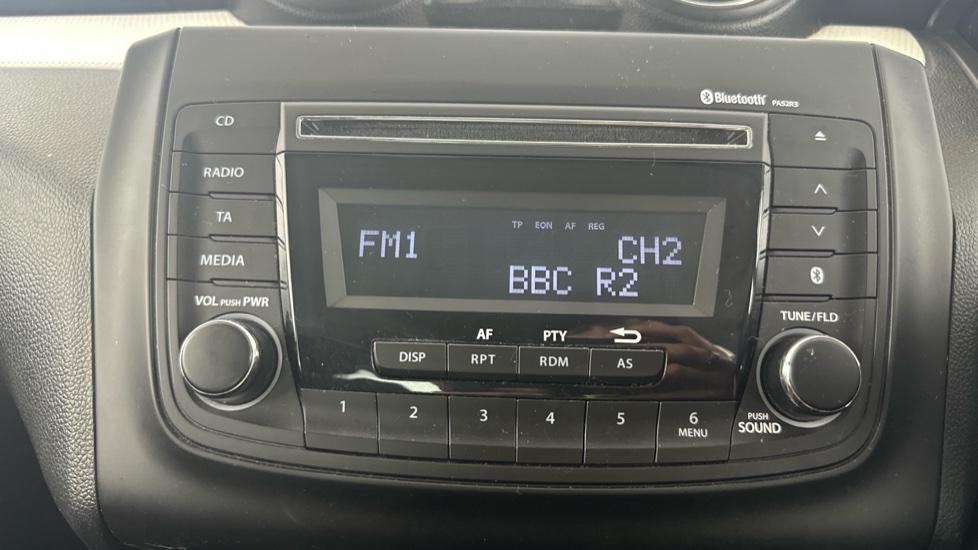 Bluetooth PA52R3
CD
RADIO
TA
MEDIA
VOL PUSH PWR
TP EON AF REG
FM1 CH2
BBC R2
AF PTY
DISP RPT RDM AS
1 2 3 4 5 6
MENU
TUNE/FLD
PUSH
SOUND